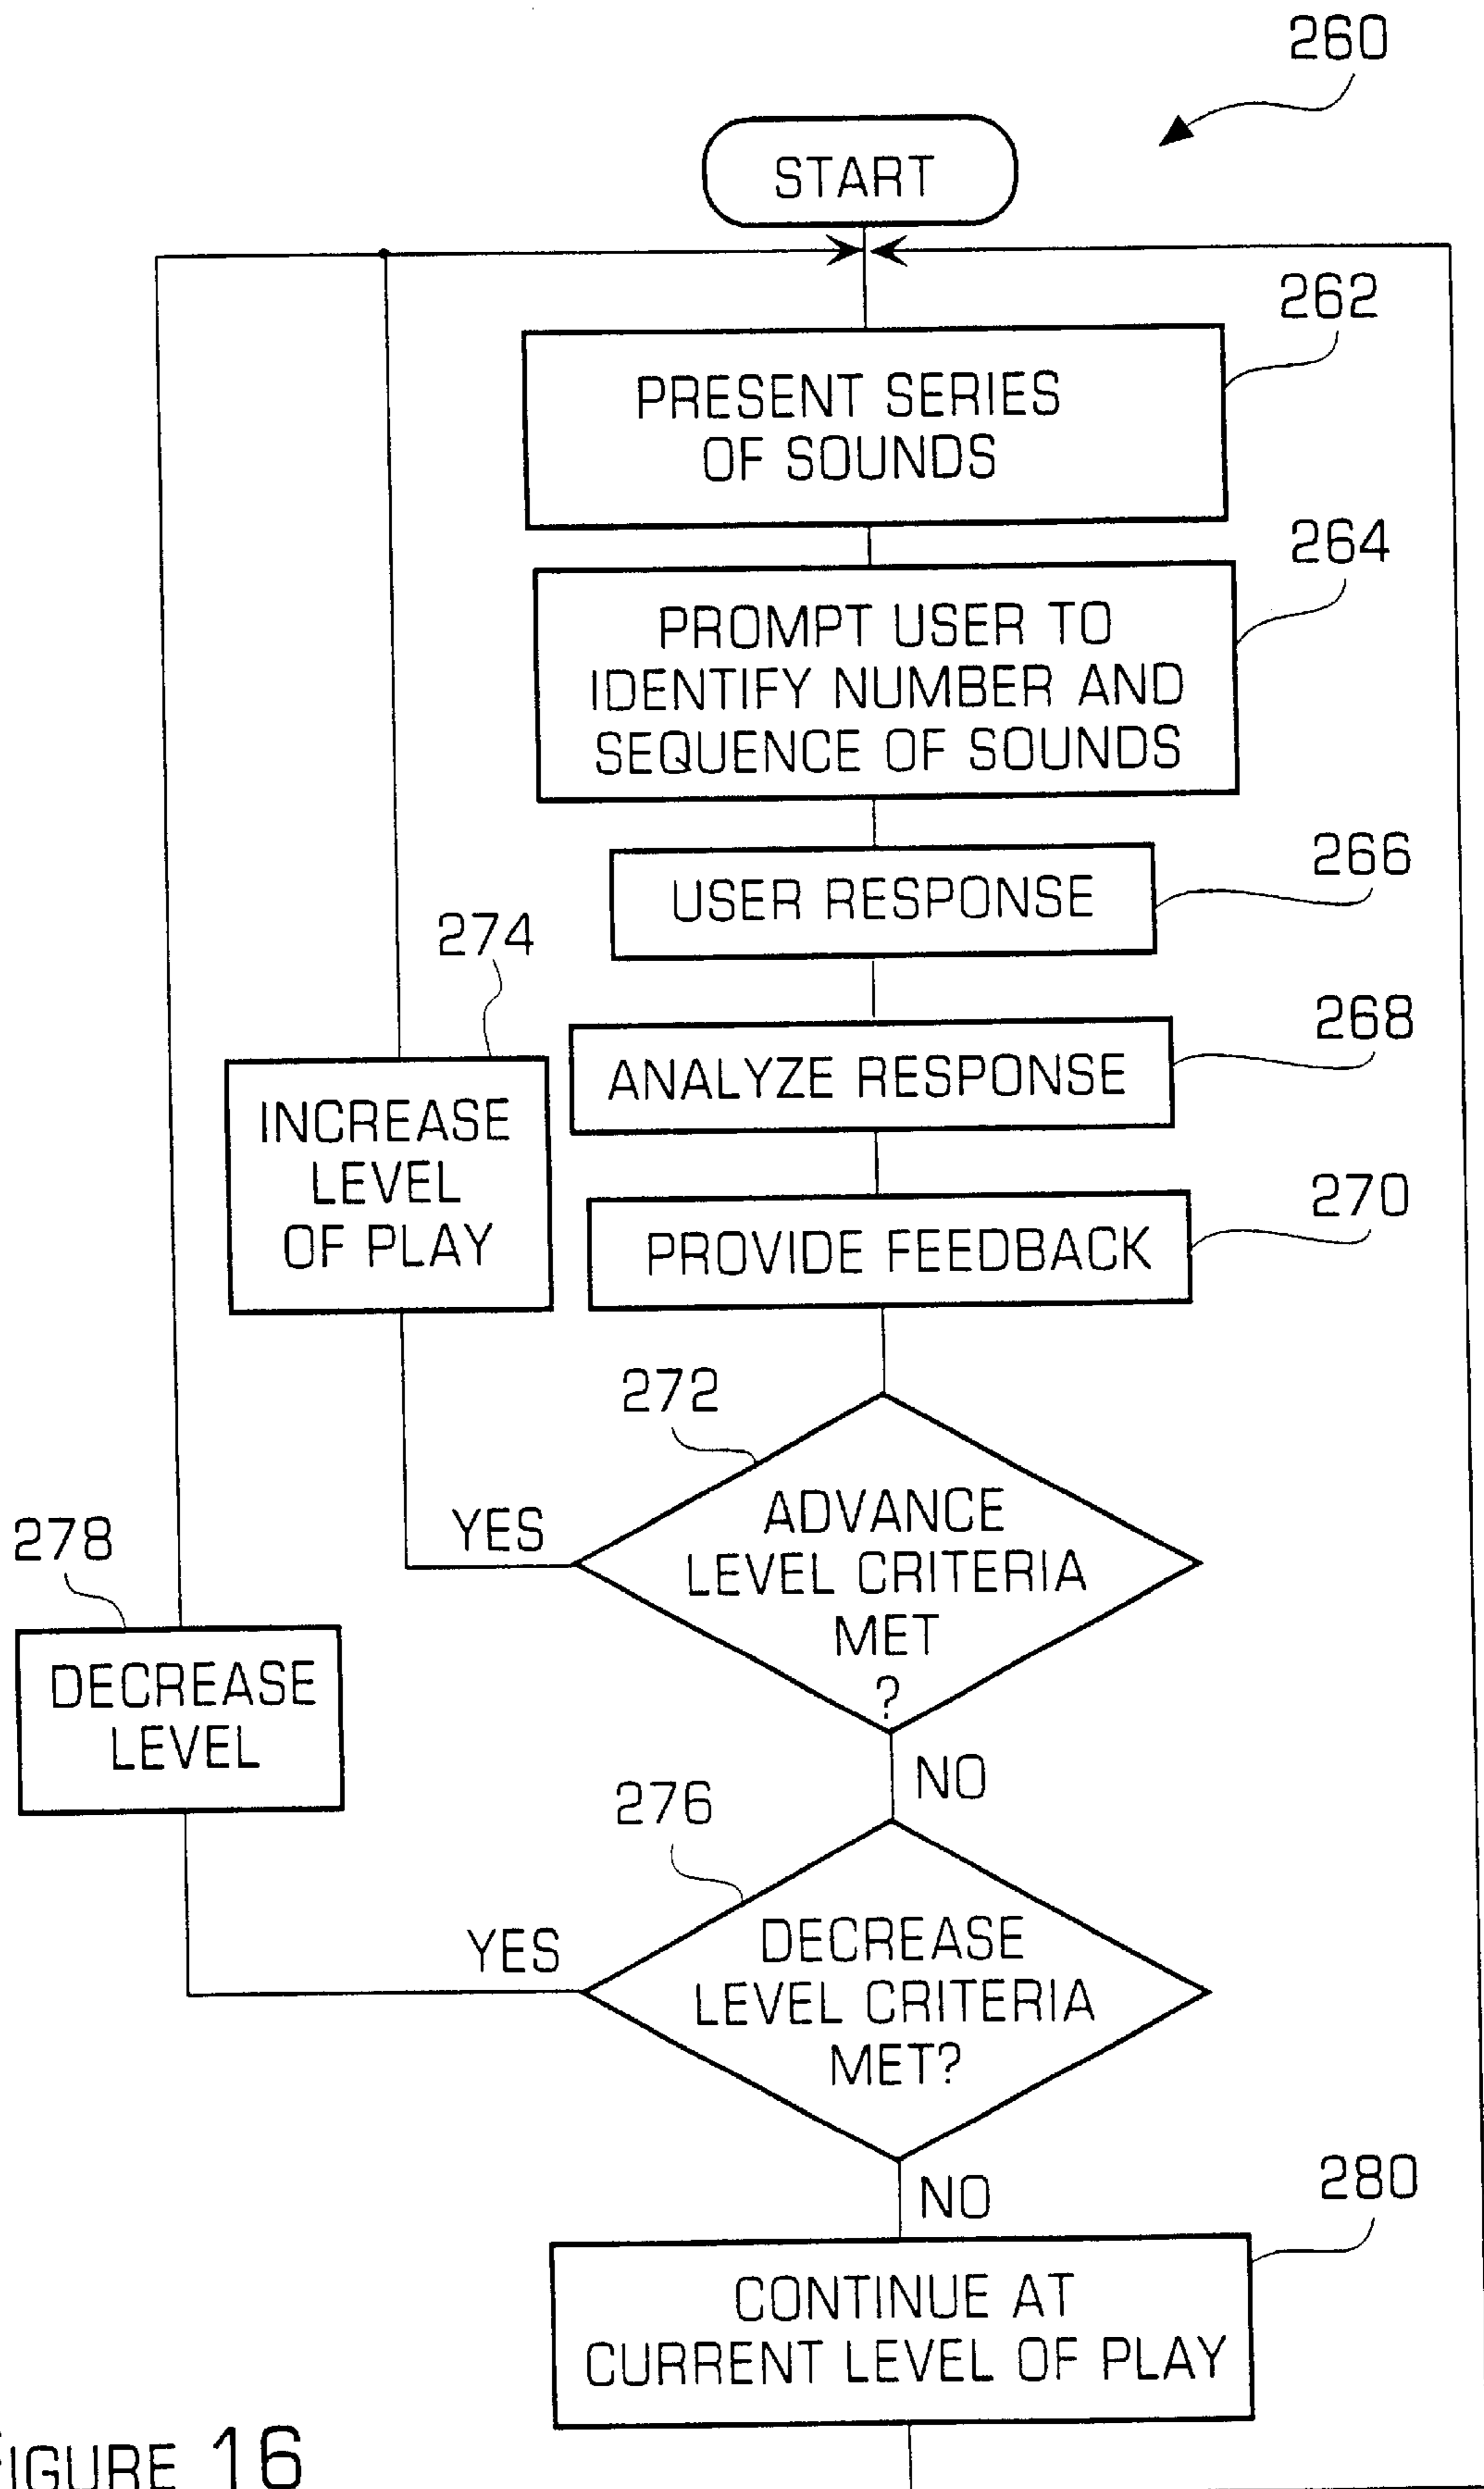 260
START
262
PRESENT SERIES
OF SOUNDS
264
PROMPT USER TO
IDENTIFY NUMBER AND
SEQUENCE OF SOUNDS
266
USER RESPONSE
274
268
ANALYZE RESPONSE
INCREASE
LEVEL
OF PLAY
270
PROVIDE FEEDBACK
272
ADVANCE
LEVEL CRITERIA
MET
?
YES
278
DECREASE
LEVEL
NO
276
DECREASE
LEVEL CRITERIA
MET?
YES
NO
280
CONTINUE AT
CURRENT LEVEL OF PLAY
FIGURE 16